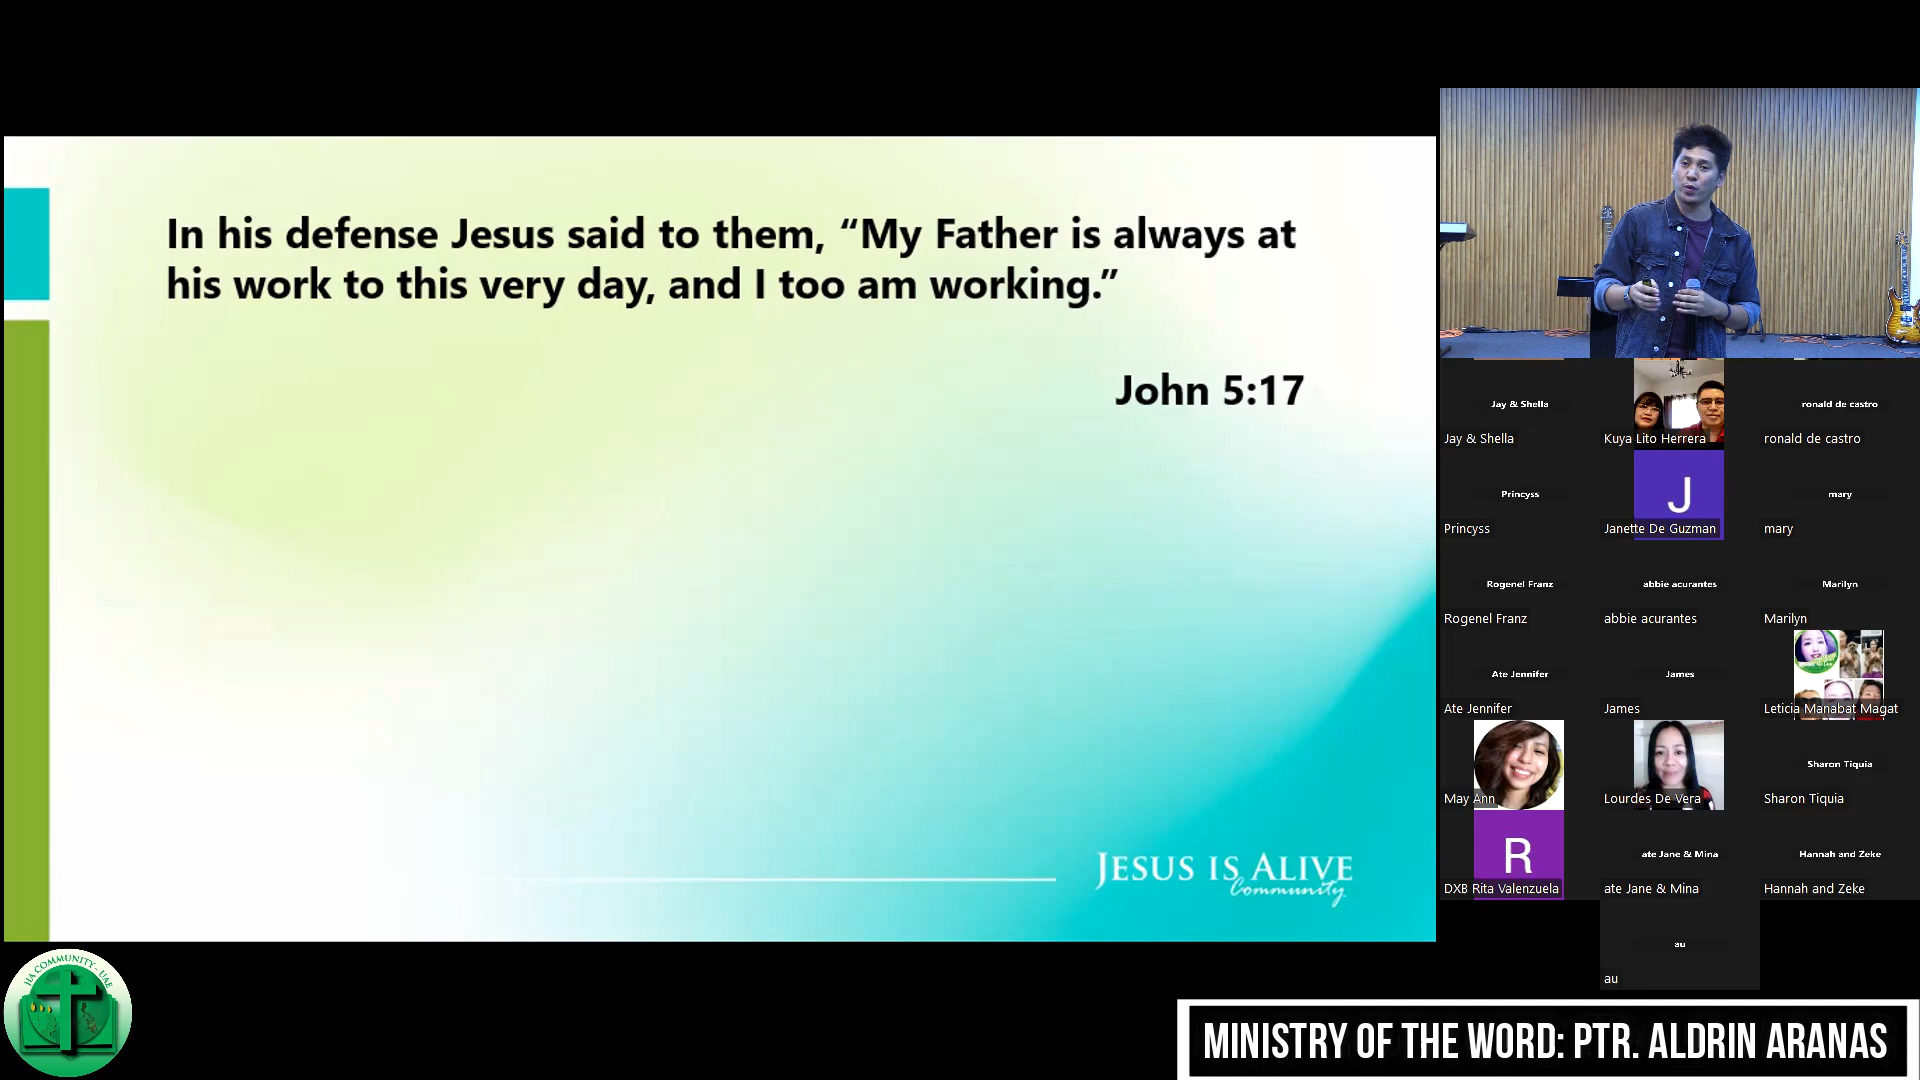 In his defense Jesus said to them, “My Father is always at
his work to this very day, and I too am working.”
John 5:17
JESUS IS ALIVE
Community
Jay & Shella
Jay & Shella
Kuya Lito Herrera
ronald de castro
ronald de castro
Princyss
Princyss
J
Janette De Guzman
mary
mary
Rogenel Franz
Rogenel Franz
abbie acurantes
abbie acurantes
Marilyn
Marilyn
Ate Jennifer
Ate Jennifer
James
James
Leticia Manabat Magat
May Ann
Lourdes De Vera
Sharon Tiquia
Sharon Tiquia
R
DXB Rita Valenzuela
ate Jane & Mina
ate Jane & Mina
Hannah and Zeke
Hannah and Zeke
au
au
JIA COMMUNITY - UAE
MINISTRY OF THE WORD: PTR. ALDRIN ARANAS